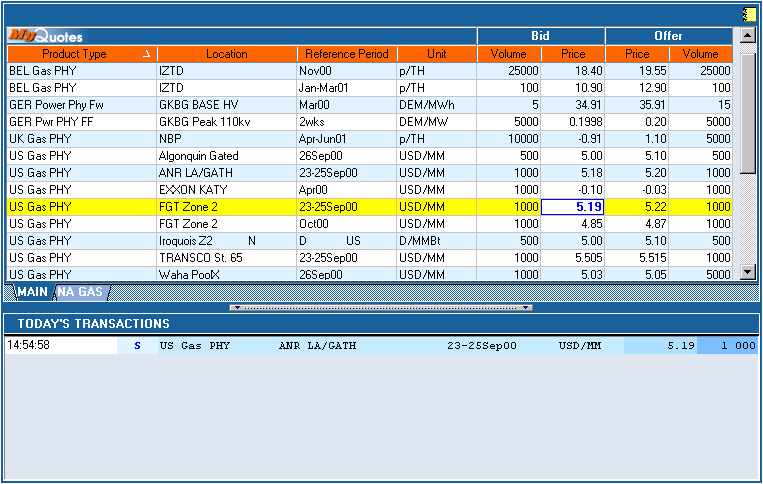 MyQuotes Bid Offer
Product Type Location Reference Period Unit Volume Price Price Volume
BEL Gas PHY IZTD Nov00 p/TH 25000 18.40 19.55 25000
BEL Gas PHY IZTD Jan-Mar01 p/TH 100 10.90 12.90 100
GER Power Phy Fw GKBG BASE HV Mar00 DEM/MWh 5 34.91 35.91 15
GER Pwr PHY FF GKBG Peak 110kv 2wks DEM/MW 5000 0.1998 0.20 5000
UK Gas PHY NBP Apr-Jun01 p/TH 10000 -0.91 1.10 5000
US Gas PHY Algonquin Gated 26Sep00 USD/MM 500 5.00 5.10 500
US Gas PHY ANR LA/GATH 23-25Sep00 USD/MM 1000 5.18 5.20 1000
US Gas PHY EXXON KATY Apr00 USD/MM 1000 -0.10 -0.03 1000
US Gas PHY FGT Zone 2 23-25Sep00 USD/MM 1000 5.19 5.22 1000
US Gas PHY FGT Zone 2 Oct00 USD/MM 1000 4.85 4.87 1000
US Gas PHY Iroquois Z2 N D US D/MMBt 500 5.00 5.10 500
US Gas PHY TRANSCO St. 65 23-25Sep00 USD/MM 1000 5.505 5.515 1000
US Gas PHY Waha PoolX 26Sep00 USD/MM 1000 5.03 5.05 5000
MAIN NA GAS
TODAY'S TRANSACTIONS
14:54:58 S US Gas PHY ANR LA/GATH 23-25Sep00 USD/MM 5.19 1 000